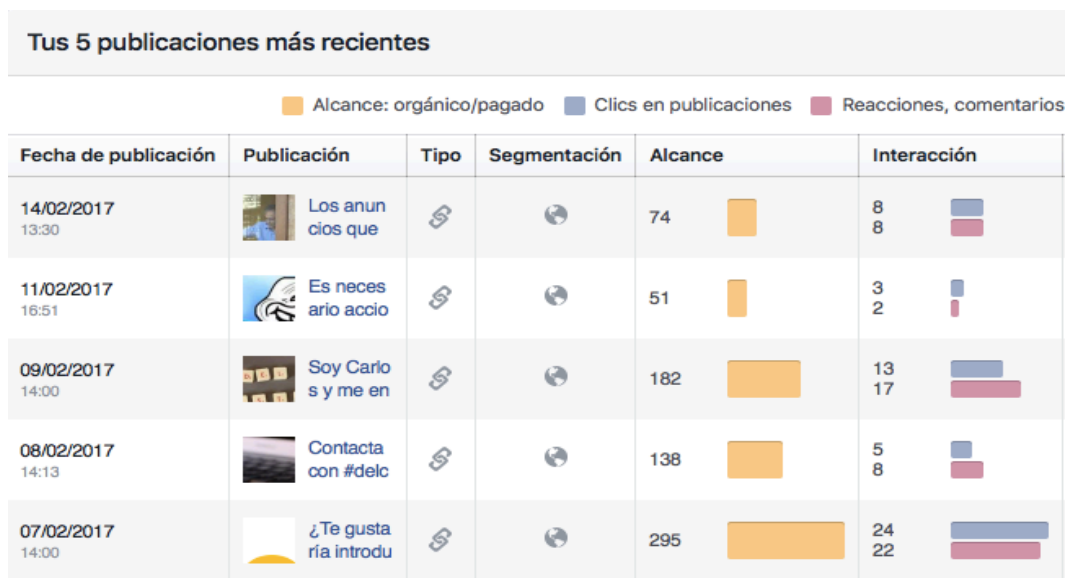 Tus 5 publicaciones más recientes
Alcance: orgánico/pagado Clics en publicaciones Reacciones, comentarios
Fecha de publicación Publicación Tipo Segmentación Alcance Interacción
14/02/2017
13:30
Los anun
cios que
74
8
8
11/02/2017
16:51
Es neces
ario accio
51
3
2
09/02/2017
14:00
Soy Carlo
s y me en
182
13
17
08/02/2017
14:13
Contacta
con #delc
138
5
8
07/02/2017
14:00
¿Te gusta
ría introdu
295
24
22